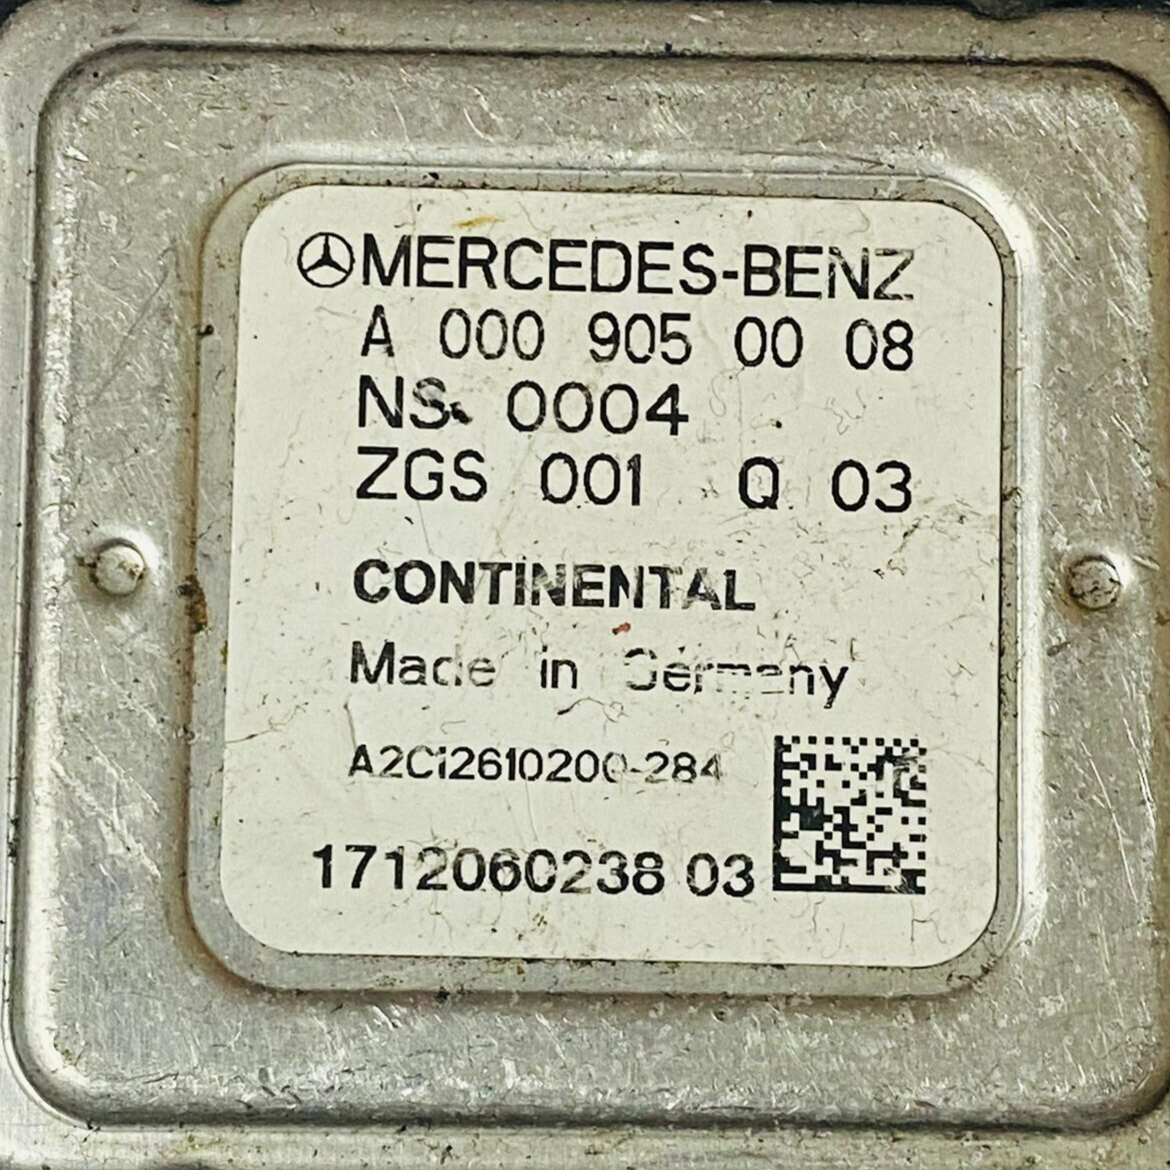 MERCEDES-BENZ
A 000 905 00 08
NS 0004
ZGS 001 Q 03
CONTINENTAL
Made in Germany
A2C12610200-284
1712060238 03